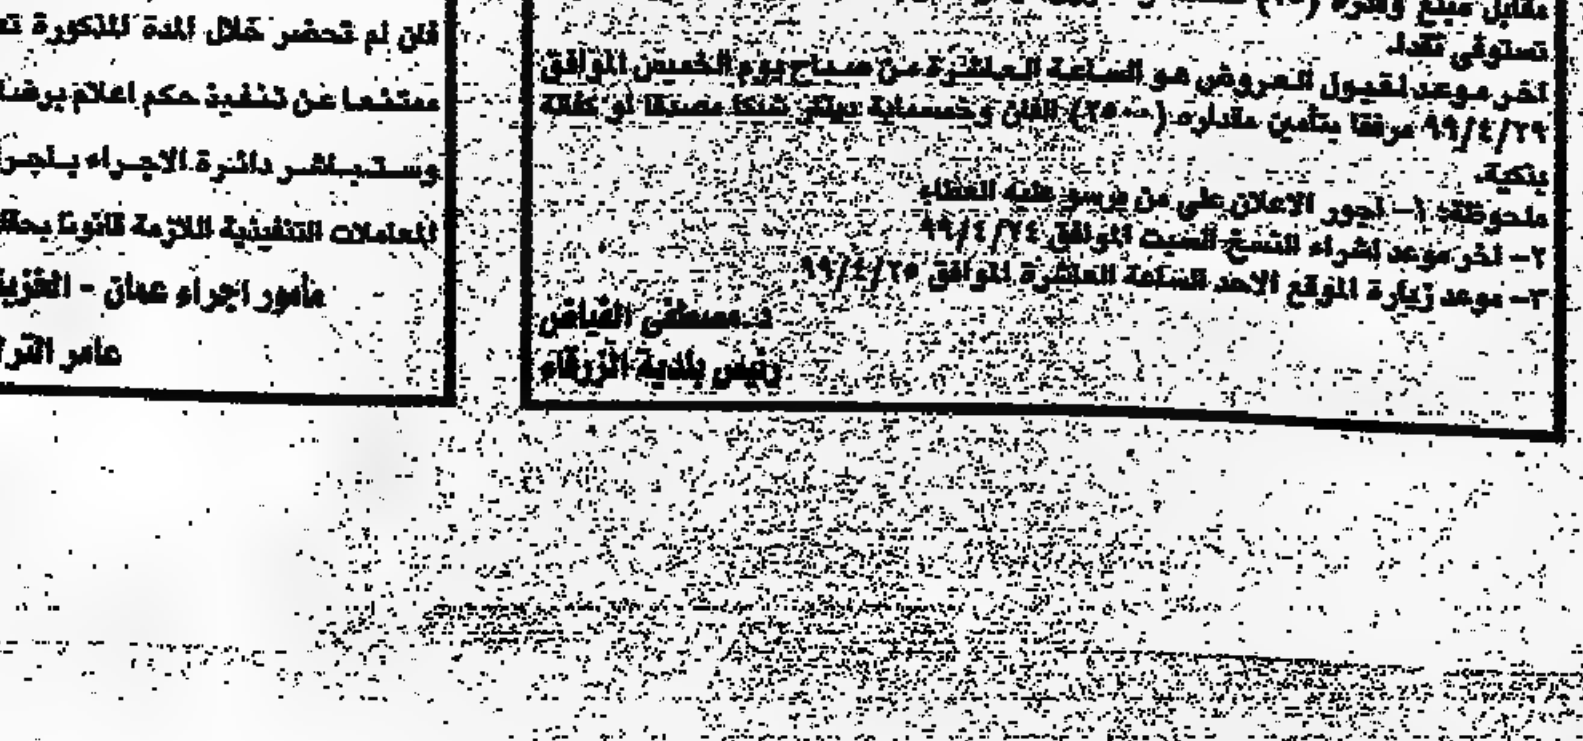 مقابل مبلغ وقدره
تستوفى نقدا.
اخر موعد لقبول العروض هو الساعة العاشرة من صباح يوم الخميس الموافق
٩٩/٤/٢٩ مرفقا بتأمين مقداره (٢٥٠٠) الفان وخمسماية دينار شيكا مصدقا او كفالة
بنكية.
ملحوظة: ١- اجور الاعلان على من يرسو عليه العطاء
٢- اخر موعد لشراء النسخ السبت الموافق ٩٩/٤/٢٤
٣- موعد زيارة الموقع الاحد الساعة العاشرة الموافق ٩٩/٤/٢٥
د. مصطفى الفياض
رئيس بلدية الزرقاء
فان لم تحضر خلال المدة المذكورة
ممتنعا عن تنفيذ حكم اعلام
وستباشر دائرة الاجراء
المعاملات التنفيذية اللازمة قانونا
مأمور اجراء عمان -
عامر